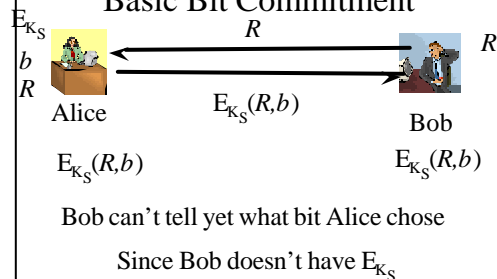 Basic Bit Commitment
E_{K_S}
R
R
b
R
Alice
E_{K_S}(R,b)
Bob
E_{K_S}(R,b)
E_{K_S}(R,b)
Bob can't tell yet what bit Alice chose
Since Bob doesn't have E_{K_S}